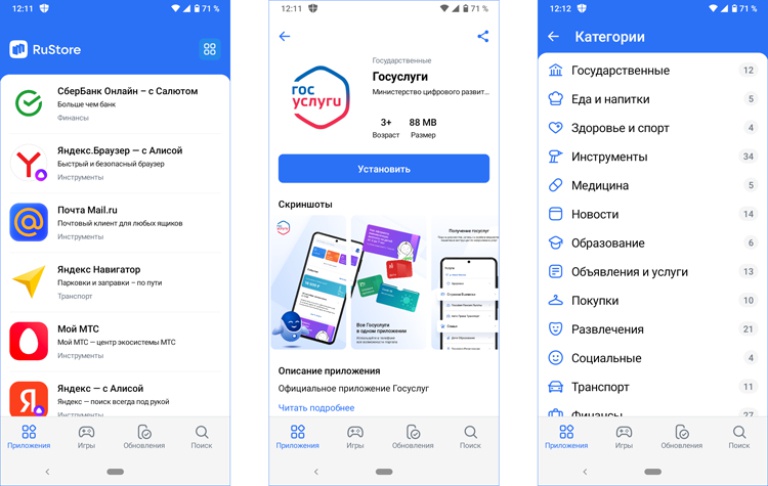 12:11
71 %
RuStore
СберБанк Онлайн – с Салютом
Больше чем банк
Финансы
Яндекс.Браузер — с Алисой
Быстрый и безопасный браузер
Инструменты
Почта Mail.ru
Почтовый клиент для любых ящиков
Инструменты
Яндекс Навигатор
Парковки и заправки – по пути
Транспорт
Мой МТС
Мой МТС — центр экосистемы МТС
Инструменты
Яндекс — с Алисой
Яндекс – поиск всегда под рукой
Инструменты
Приложения
Игры
Обновления
Поиск
12:11
71 %
Государственные
Госуслуги
Министерство цифрового развит...
гос
услуги
3+
88 MB
Возраст
Размер
Установить
Скриншоты
Получение Госуслуг
Все Госуслуги
в одном приложении
Описание приложения
Официальное приложение Госуслуг
Читать подробнее
Приложения
Игры
Обновления
Поиск
12:12
71 %
Категории
Государственные
12
Еда и напитки
5
Здоровье и спорт
4
Инструменты
34
Медицина
5
Новости
14
Образование
6
Объявления и услуги
13
Покупки
10
Развлечения
21
Социальные
4
Транспорт
11
Финансы
27
Приложения
Игры
Обновления
Поиск